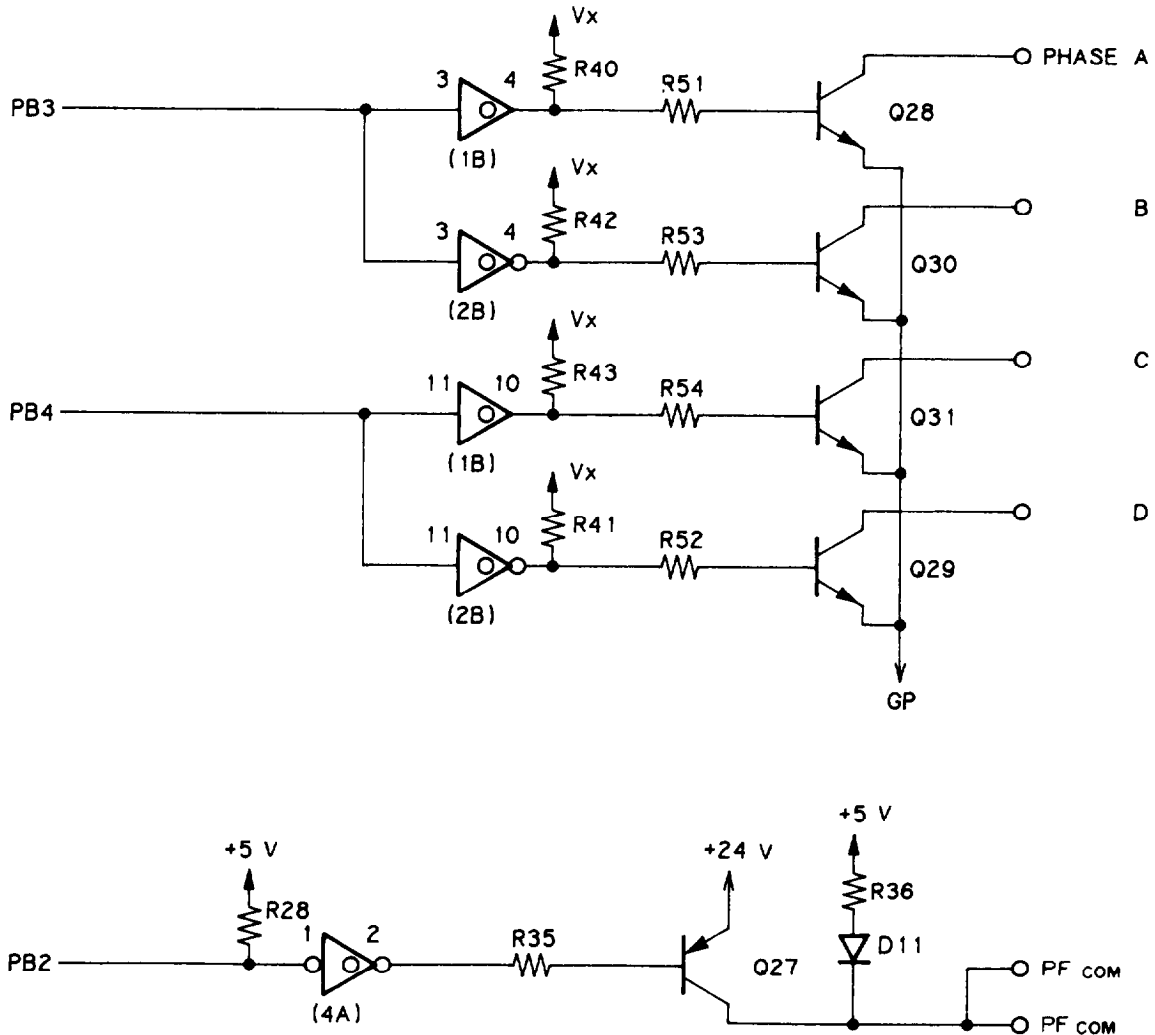 Vx
R40
PHASE A
3 4
R51
PB3
Q28
(1B)
Vx
R42
B
3 4
R53
Q30
(2B)
Vx
R43
C
11 10
R54
PB4
Q31
(1B)
Vx
R41
D
11 10
R52
Q29
(2B)
GP
+5 V
+5 V
+24 V
R36
R28
1 2
R35
D11
PB2
Q27
PF COM
(4A)
PF COM